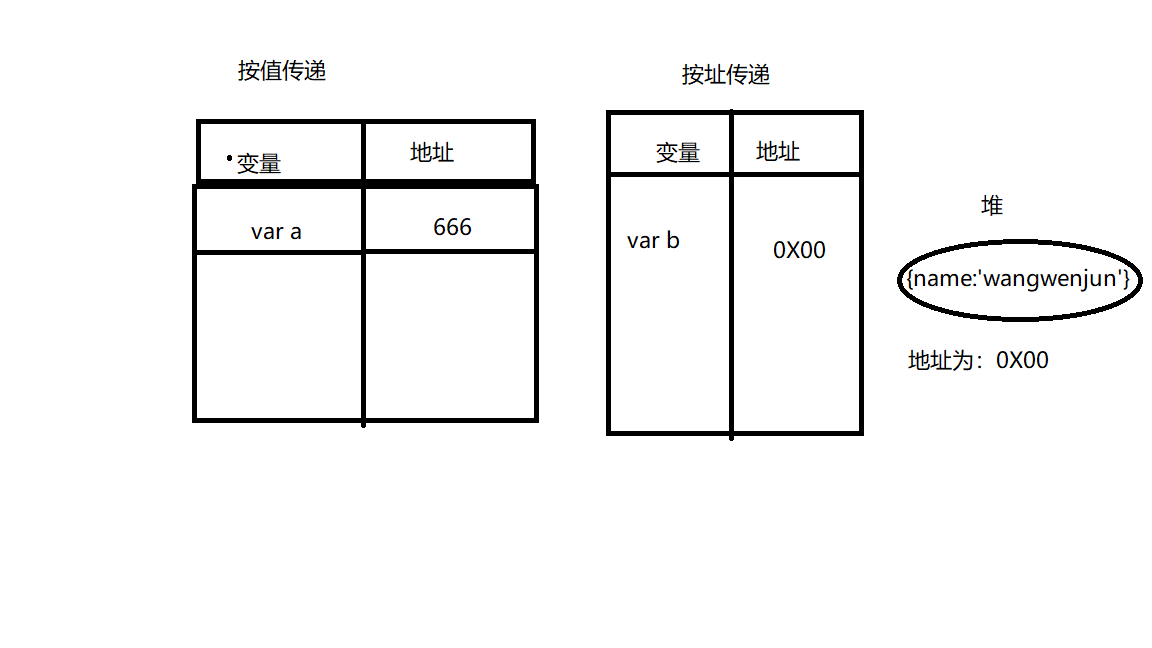 按值传递
变量
地址
var a
666
按址传递
变量
地址
var b
0X00
堆
{name:'wangwenjun'}
地址为：0X00